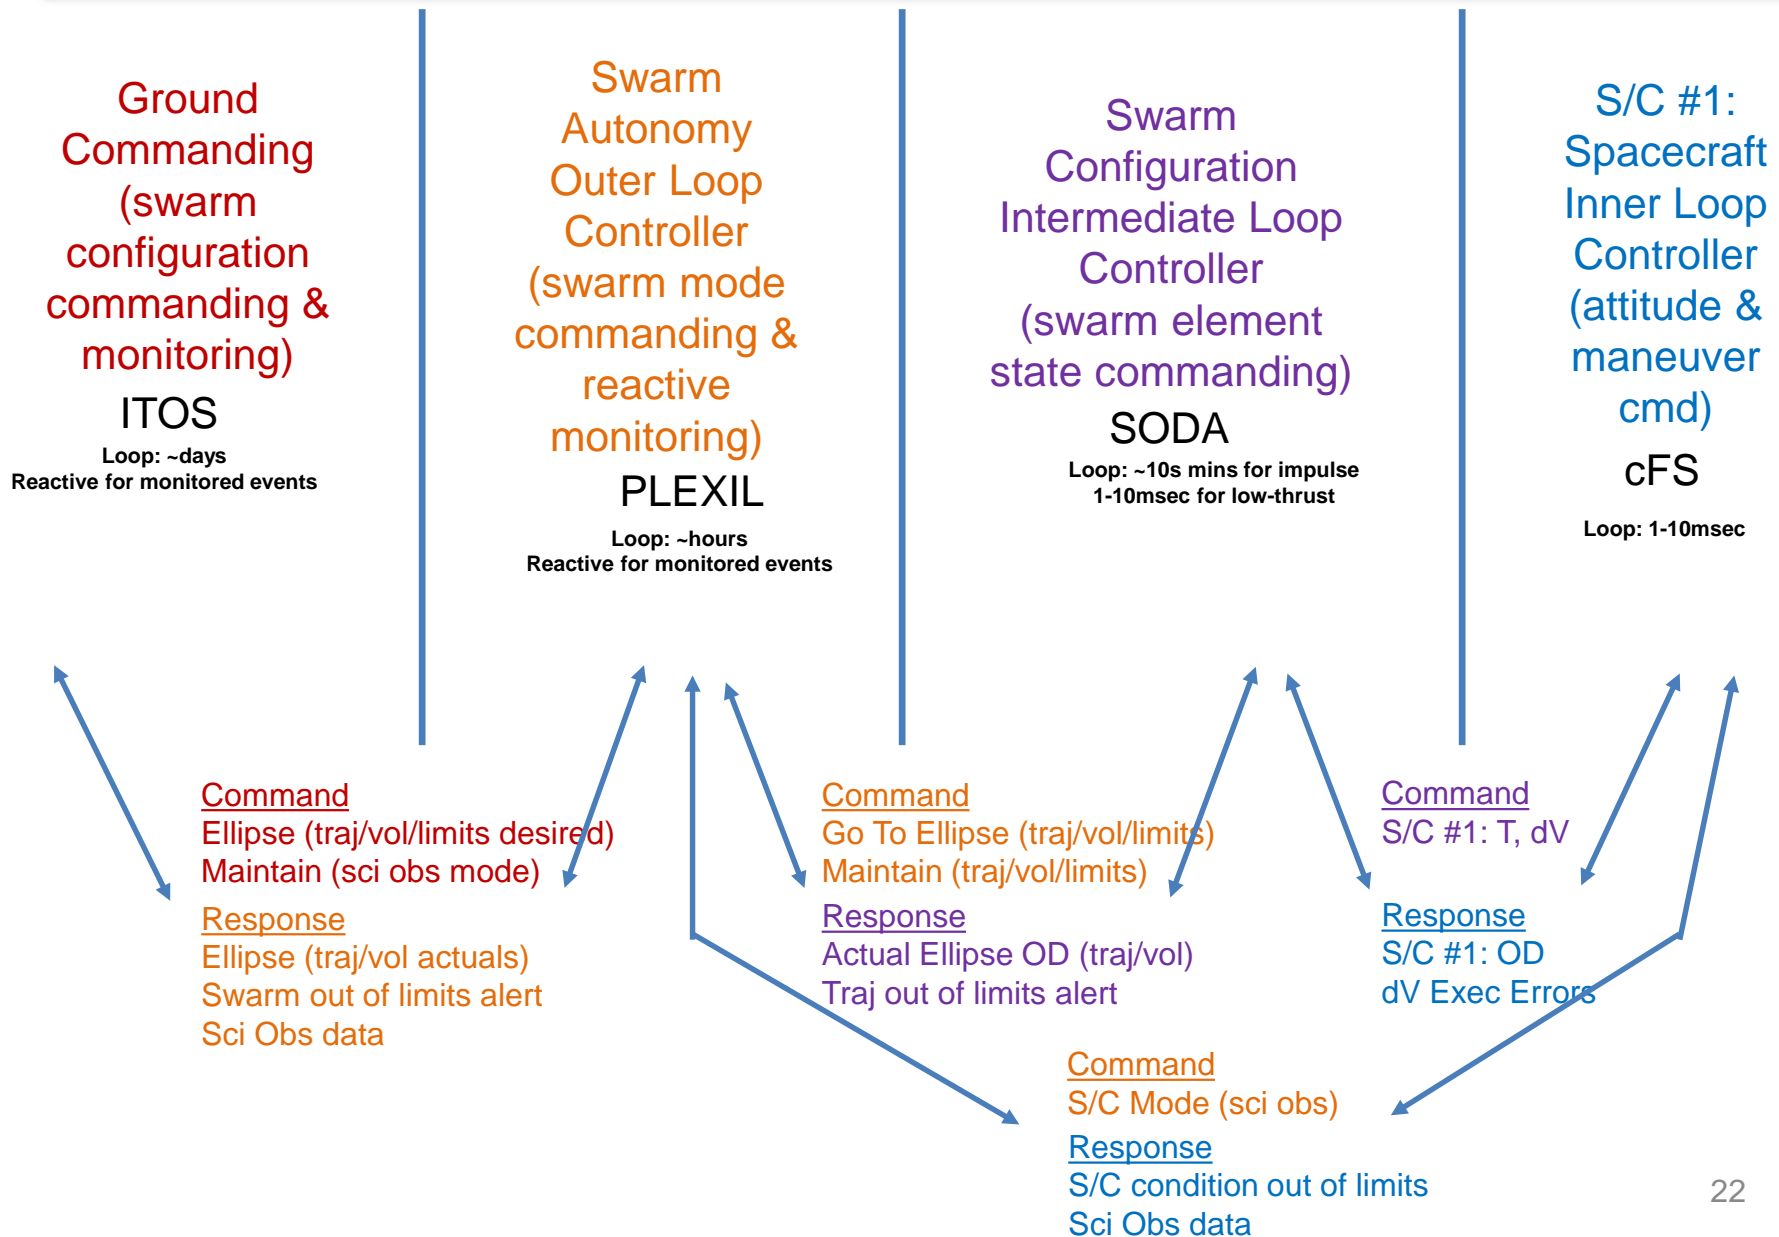 Ground
Commanding
(swarm
configuration
commanding &
monitoring)
ITOS
Loop: ~days
Reactive for monitored events
Swarm
Autonomy
Outer Loop
Controller
(swarm mode
commanding &
reactive
monitoring)
PLEXIL
Loop: ~hours
Reactive for monitored events
Swarm
Configuration
Intermediate Loop
Controller
(swarm element
state commanding)
SODA
Loop: ~10s mins for impulse
1-10msec for low-thrust
S/C #1:
Spacecraft
Inner Loop
Controller
(attitude &
maneuver
cmd)
cFS
Loop: 1-10msec
Command
Ellipse (traj/vol/limits desired)
Maintain (sci obs mode)
Response
Ellipse (traj/vol actuals)
Swarm out of limits alert
Sci Obs data
Command
Go To Ellipse (traj/vol/limits)
Maintain (traj/vol/limits)
Response
Actual Ellipse OD (traj/vol)
Traj out of limits alert
Command
S/C #1: T, dV
Response
S/C #1: OD
dV Exec Errors
Command
S/C Mode (sci obs)
Response
S/C condition out of limits
Sci Obs data
22